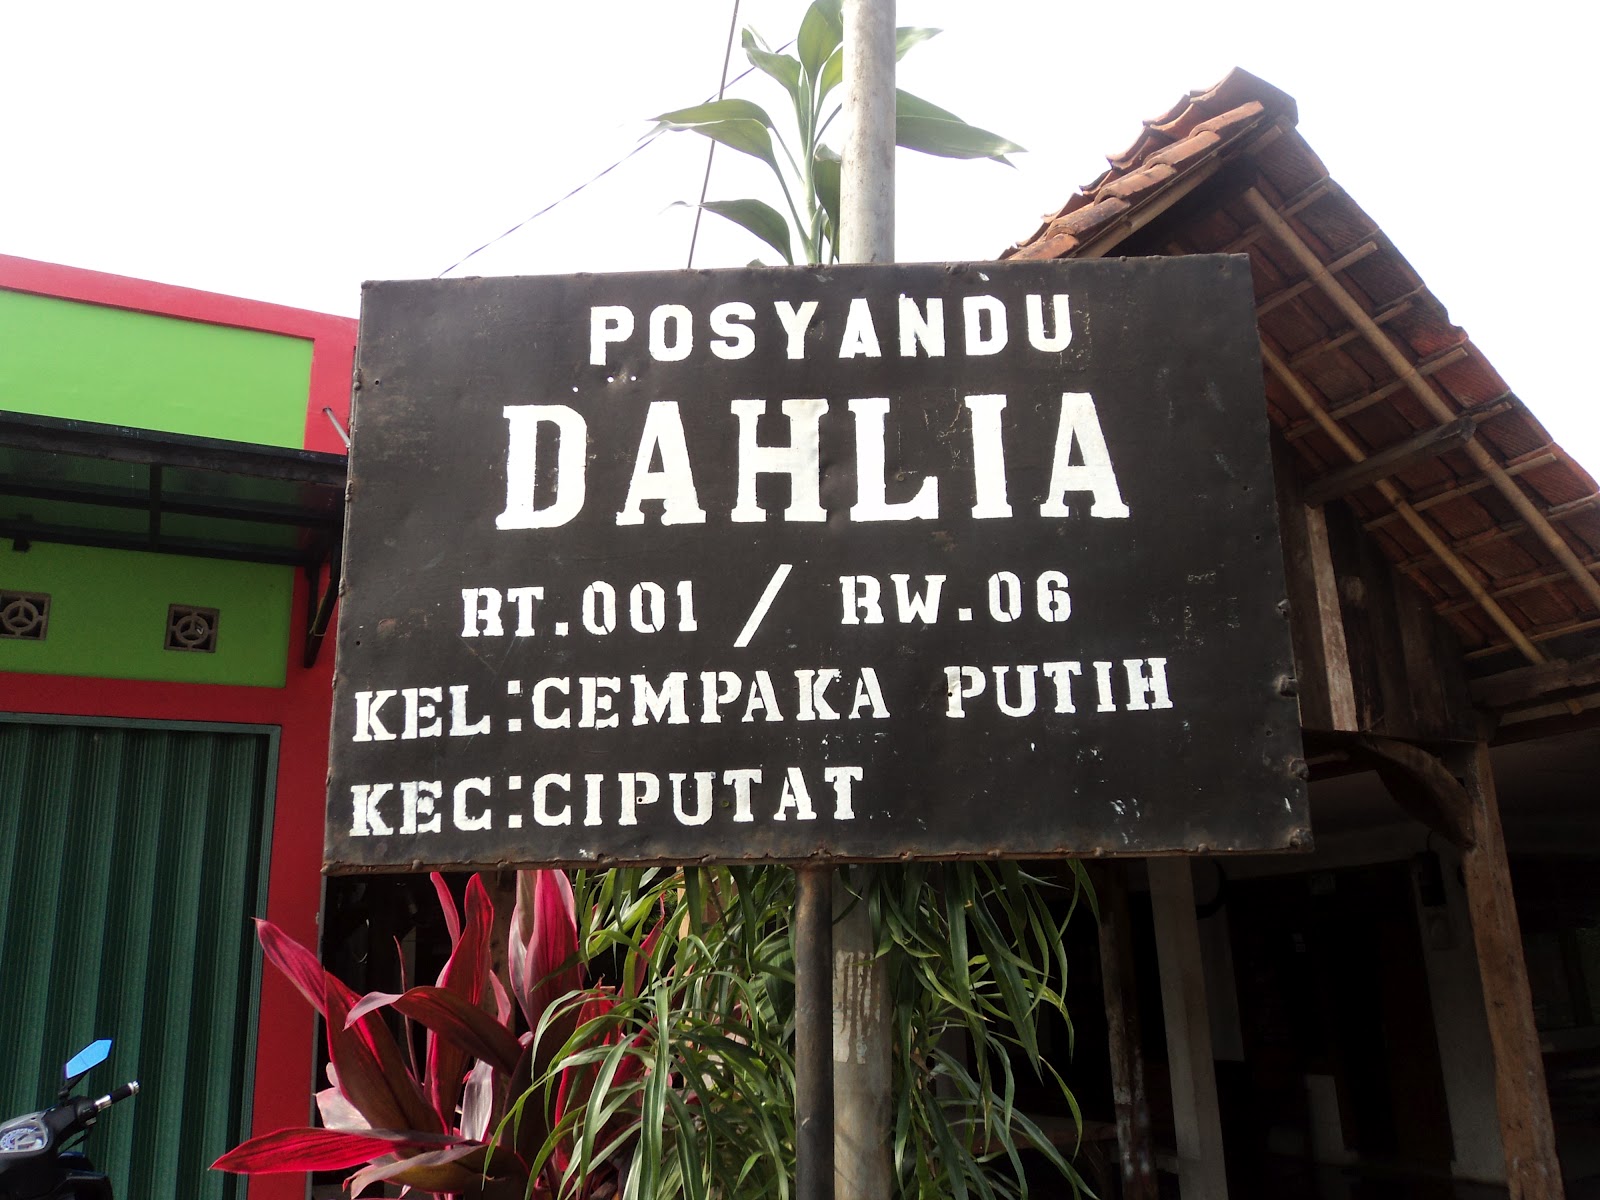 POSYANDU
DAHLIA
RT.001 / RW.06
KEL:CEMPAKA PUTIH
KEC:CIPUTAT